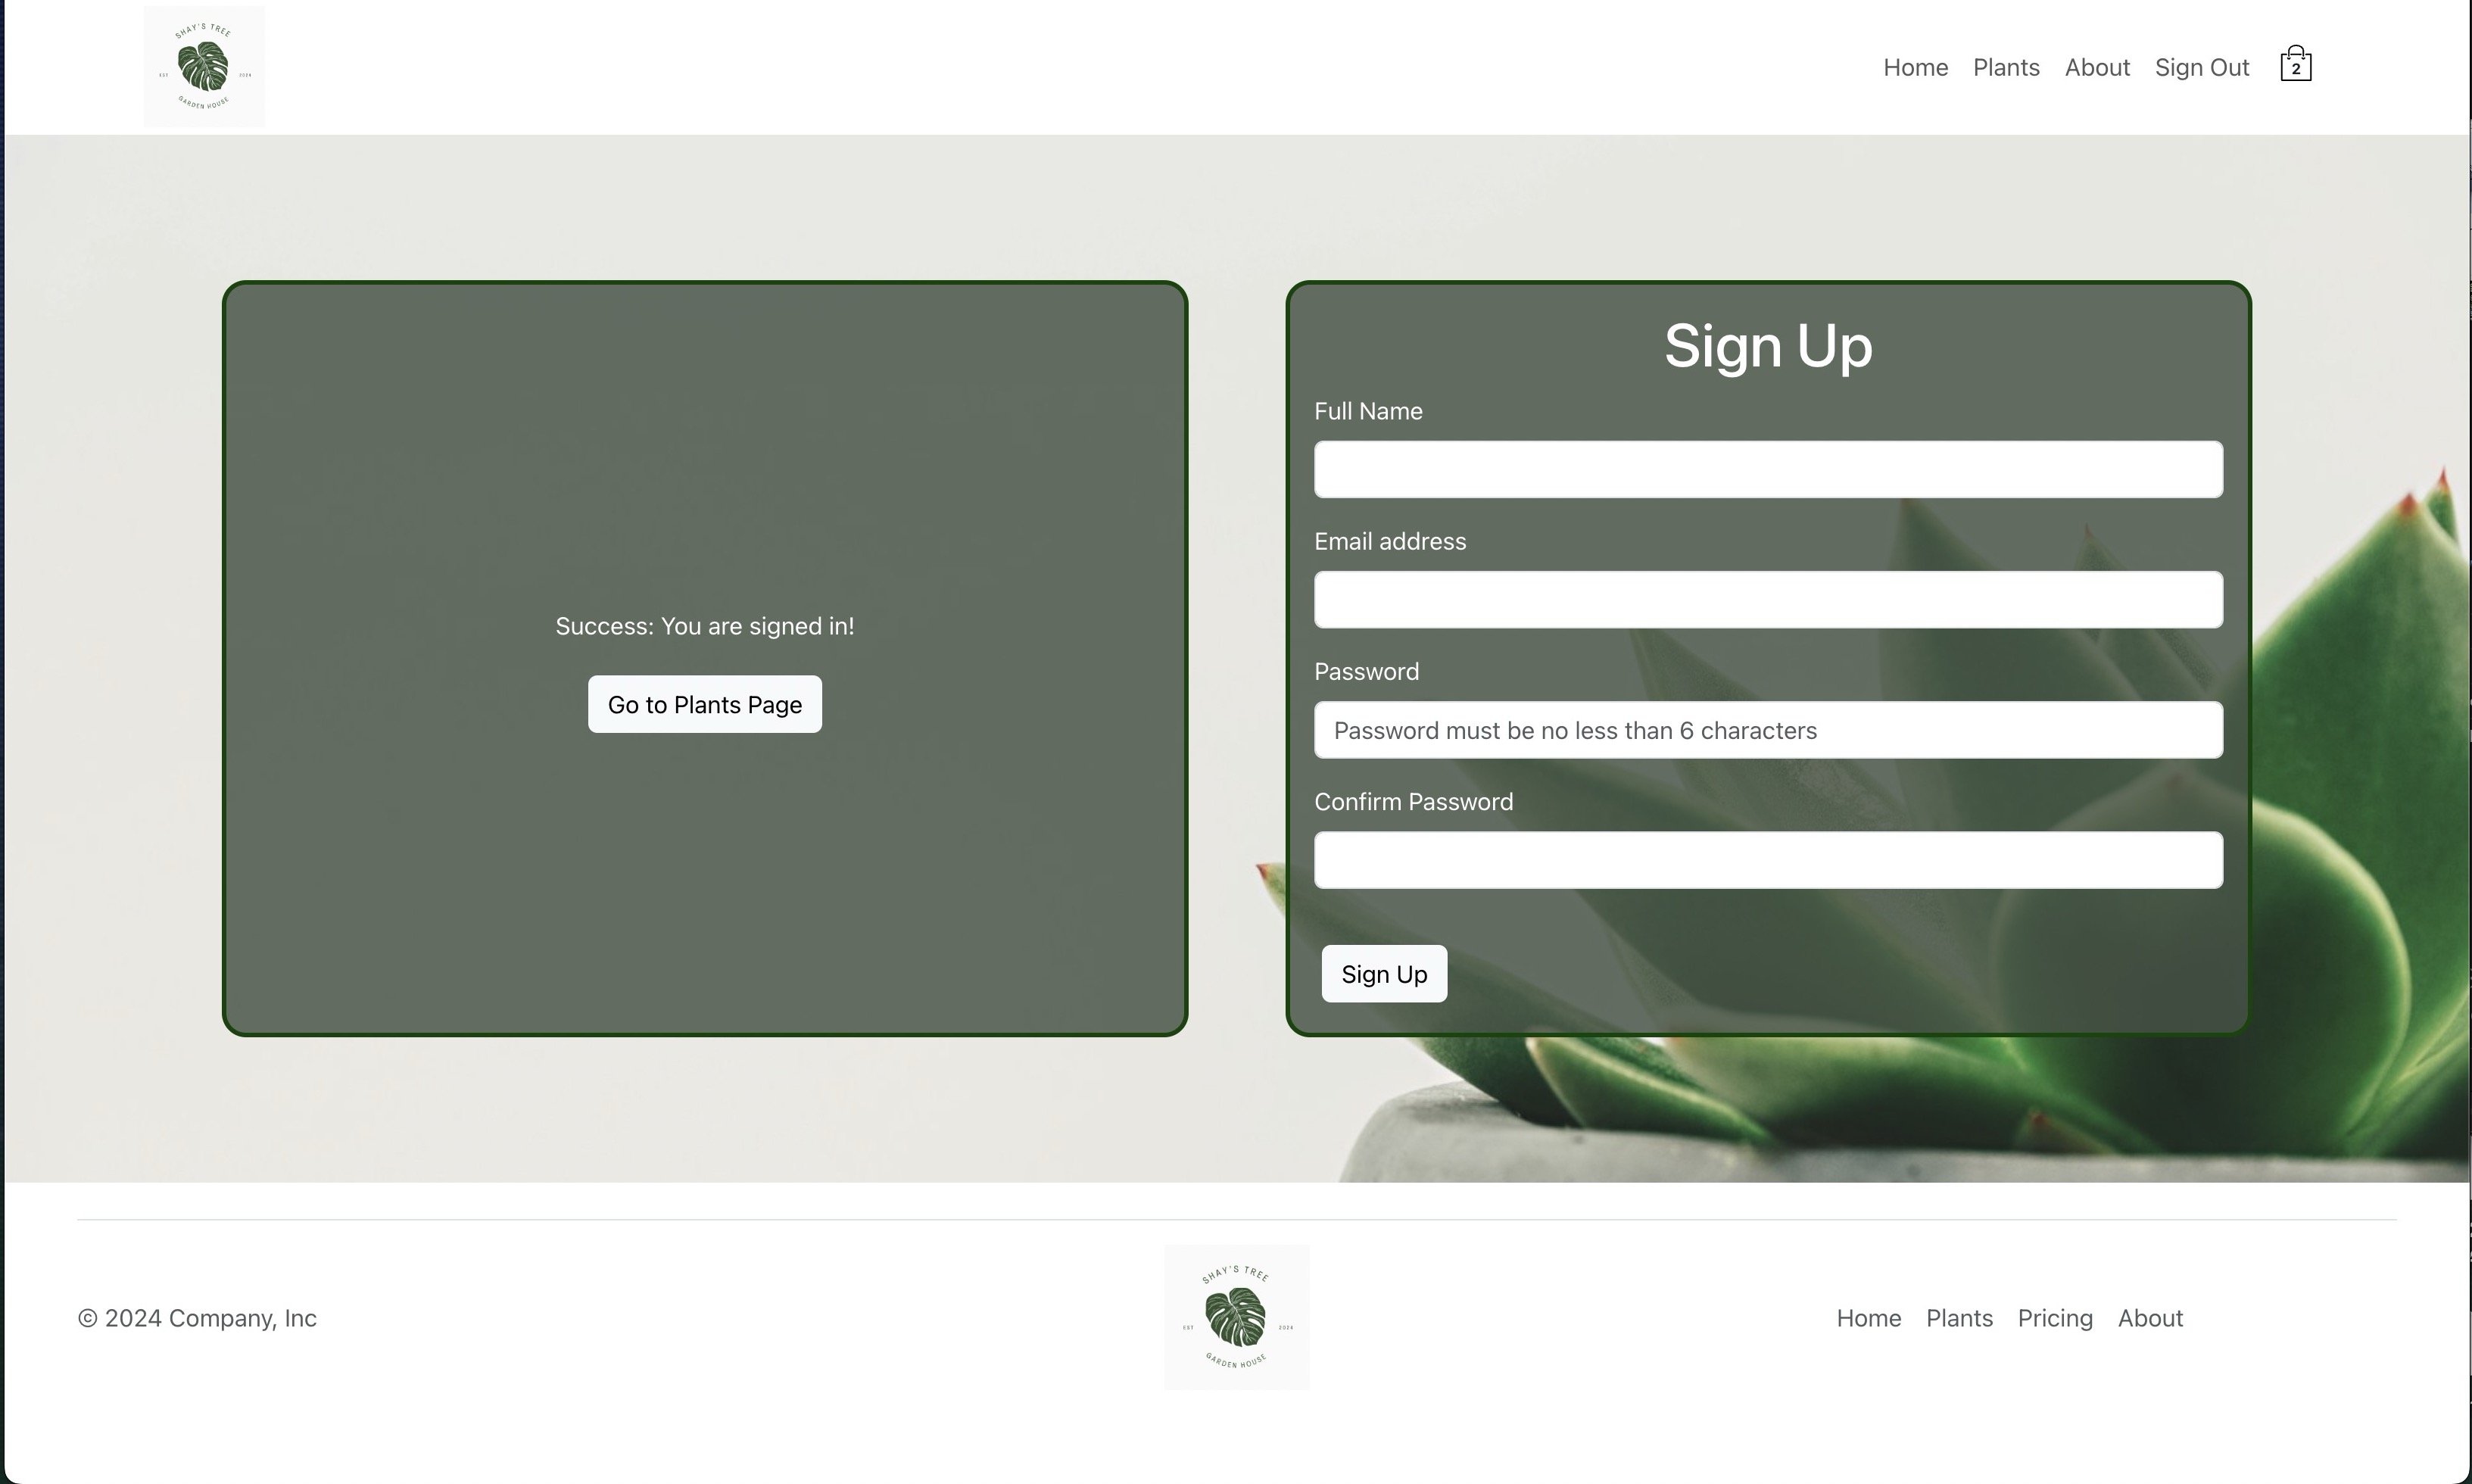 SHAY'S TREE
EST 2024
GARDEN HOUSE
Home Plants About Sign Out 2
Success: You are signed in!
Go to Plants Page
Sign Up
Full Name
Email address
Password
Password must be no less than 6 characters
Confirm Password
Sign Up
© 2024 Company, Inc
SHAY'S TREE
EST 2024
GARDEN HOUSE
Home Plants Pricing About